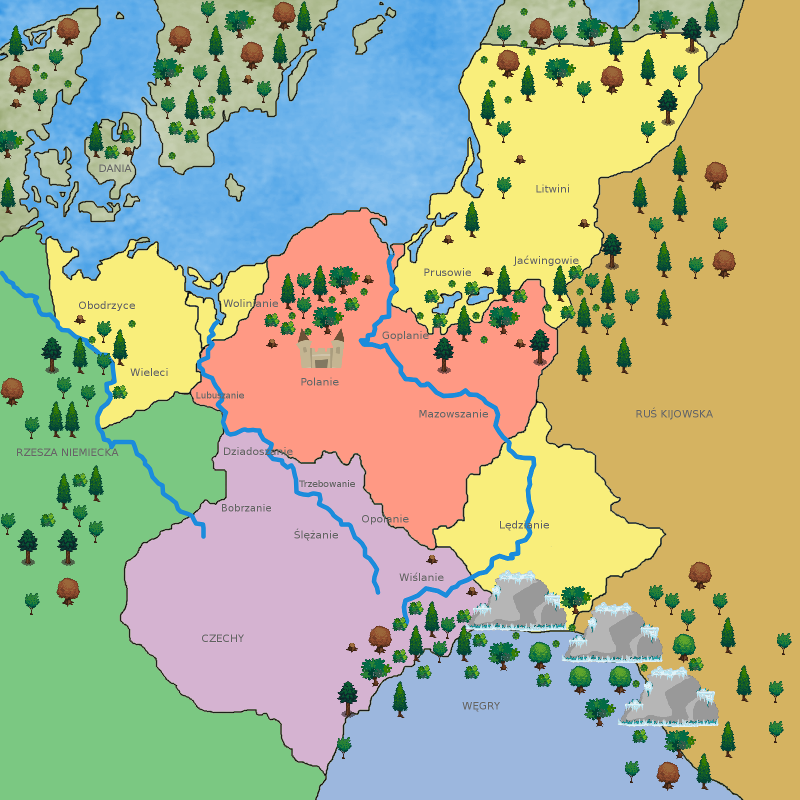 DANIA
Litwini
Jaćwingowie
Prusowie
Obodrzyce
Wolinianie
Goplanie
Wieleci
Polanie
Lubuszanie
Mazowszanie
RUŚ KIJOWSKA
RZESZA NIEMIECKA
Dziadoszanie
Trzebowanie
Bobrzanie
Opolanie
Lędzianie
Ślężanie
Wiślanie
CZECHY
WĘGRY